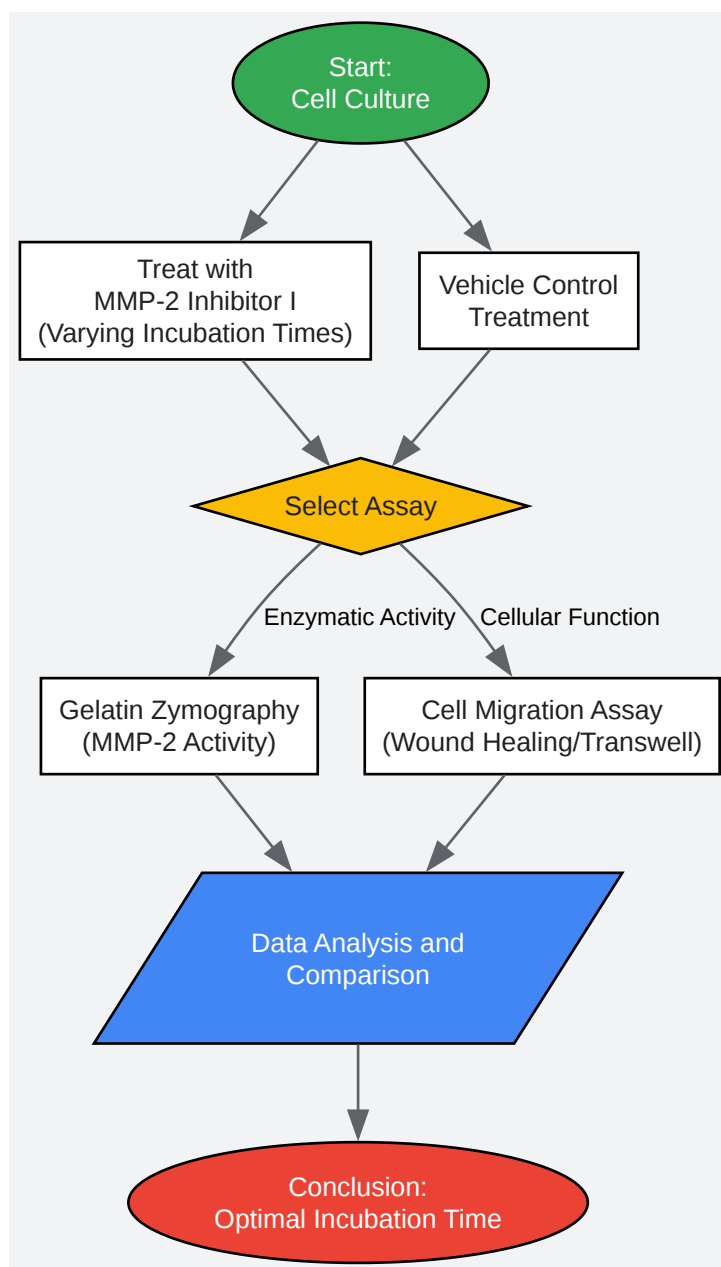 Start:
Cell Culture
Treat with
MMP-2 Inhibitor I
(Varying Incubation Times)
Vehicle Control
Treatment
Select Assay
Enzymatic Activity
Cellular Function
Gelatin Zymography
(MMP-2 Activity)
Cell Migration Assay
(Wound Healing/Transwell)
Data Analysis and
Comparison
Conclusion:
Optimal Incubation Time